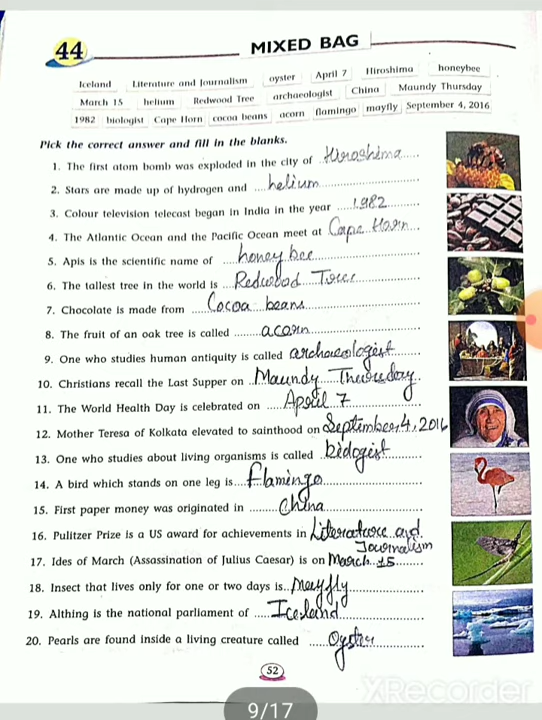 44
MIXED BAG
Iceland Literature and Journalism oyster April 7 Hiroshima honeybee
March 15 helium Redwood Tree archaeologist China Maundy Thursday
1982 biologist Cape Horn cocoa beans acorn flamingo mayfly September 4, 2016
Pick the correct answer and fill in the blanks.
1. The first atom bomb was exploded in the city of Hiroshima
2. Stars are made up of hydrogen and helium
3. Colour television telecast began in India in the year 1982
4. The Atlantic Ocean and the Pacific Ocean meet at Cape Horn
5. Apis is the scientific name of honey bee
6. The tallest tree in the world is Redwood Tree
7. Chocolate is made from Cocoa beans
8. The fruit of an oak tree is called acorn
9. One who studies human antiquity is called archaeologist
10. Christians recall the Last Supper on Maundy Thursday
11. The World Health Day is celebrated on April 7
12. Mother Teresa of Kolkata elevated to sainthood on September 4, 2016
13. One who studies about living organisms is called biologist
14. A bird which stands on one leg is flamingo
15. First paper money was originated in China
16. Pulitzer Prize is a US award for achievements in Literature and
Journalism
17. Ides of March (Assassination of Julius Caesar) is on March 15
18. Insect that lives only for one or two days is Mayfly
19. Althing is the national parliament of Iceland
20. Pearls are found inside a living creature called Oyster
52
XRecorder
9/17